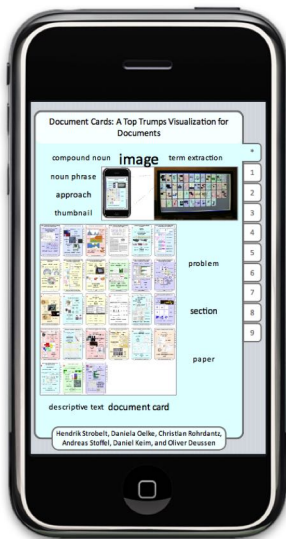 Document Cards: A Top Trumps Visualization for
Documents
compound noun image term extraction
noun phrase
approach
thumbnail
problem
section
paper
descriptive text document card
Hendrik Strobelt, Daniela Oelke, Christian Rohrdantz,
Andreas Stoffel, Daniel Keim, and Oliver Deussen
*
1
2
3
4
5
6
7
8
9